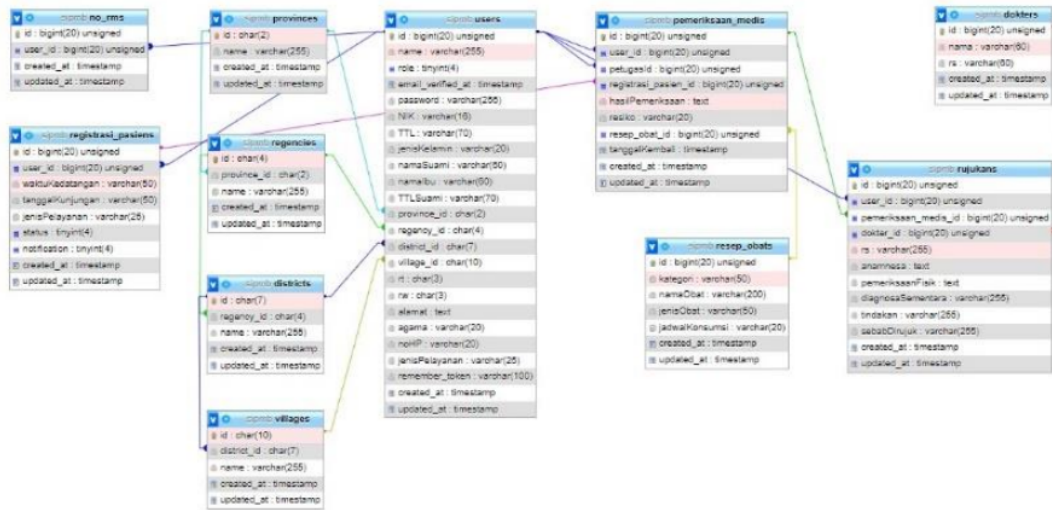 sipmb no_rms
id : bigint(20) unsigned
user_id : bigint(20) unsigned
created_at : timestamp
updated_at : timestamp
sipmb provinces
id : char(2)
name : varchar(255)
created_at : timestamp
updated_at : timestamp
sipmb users
id : bigint(20) unsigned
name : varchar(255)
role : tinyint(4)
email_verified_at : timestamp
password : varchar(255)
NIK : varchar(16)
TTL : varchar(70)
jenisKelamin : varchar(20)
namaSuami : varchar(50)
namaIbu : varchar(60)
TTLSuami : varchar(70)
province_id : char(2)
regency_id : char(4)
district_id : char(7)
village_id : char(10)
rt : char(3)
rw : char(3)
alamat : text
agama : varchar(20)
noHP : varchar(20)
jenisPelayanan : varchar(25)
remember_token : varchar(100)
created_at : timestamp
updated_at : timestamp
sipmb pemeriksaan_medis
id : bigint(20) unsigned
user_id : bigint(20) unsigned
petugasId : bigint(20) unsigned
registrasi_pasien_id : bigint(20) unsigned
hasilPemeriksaan : text
resiko : varchar(20)
resep_obat_id : bigint(20) unsigned
tanggalKembali : timestamp
created_at : timestamp
updated_at : timestamp
sipmb dokters
id : bigint(20) unsigned
nama : varchar(60)
rs : varchar(60)
created_at : timestamp
updated_at : timestamp
sipmb registrasi_pasiens
id : bigint(20) unsigned
user_id : bigint(20) unsigned
waktuKedatangan : varchar(50)
tanggalKunjungan : varchar(50)
jenisPelayanan : varchar(25)
status : tinyint(4)
notification : tinyint(4)
created_at : timestamp
updated_at : timestamp
sipmb regencies
id : char(4)
province_id : char(2)
name : varchar(255)
created_at : timestamp
updated_at : timestamp
sipmb rujukans
id : bigint(20) unsigned
user_id : bigint(20) unsigned
pemeriksaan_medis_id : bigint(20) unsigned
dokter_id : bigint(20) unsigned
rs : varchar(255)
anamnesa : text
pemeriksaanFisik : text
diagnosaSementara : varchar(255)
tindakan : varchar(255)
sebabDirujuk : varchar(255)
created_at : timestamp
updated_at : timestamp
sipmb resep_obats
id : bigint(20) unsigned
kategori : varchar(50)
namaObat : varchar(200)
jenisObat : varchar(50)
jadwalKonsumsi : varchar(20)
created_at : timestamp
updated_at : timestamp
sipmb districts
id : char(7)
regency_id : char(4)
name : varchar(255)
created_at : timestamp
updated_at : timestamp
sipmb villages
id : char(10)
district_id : char(7)
name : varchar(255)
created_at : timestamp
updated_at : timestamp